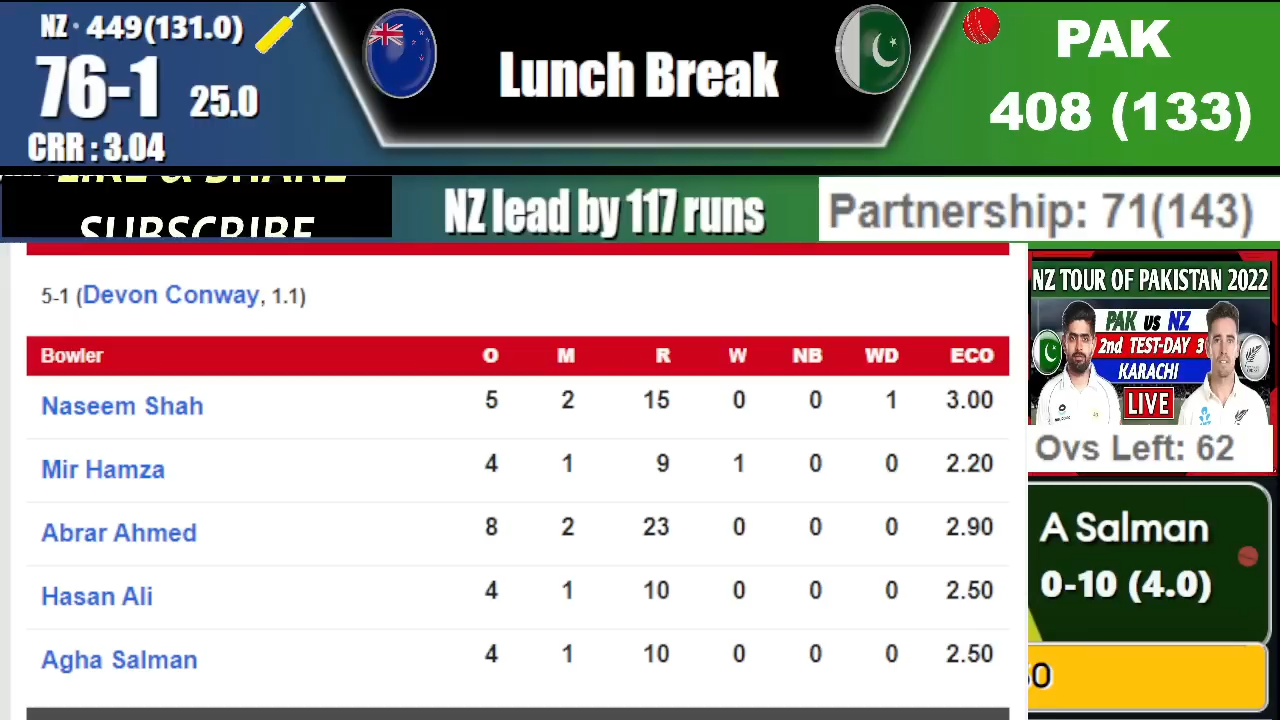 NZ · 449(131.0)
76-1 25.0
CRR : 3.04
Lunch Break
PAK
408 (133)
LIKE & SHARE
SUBSCRIBE
NZ lead by 117 runs
Partnership: 71(143)
5-1 (Devon Conway, 1.1)
Bowler O M R W NB WD ECO
Naseem Shah 5 2 15 0 0 1 3.00
Mir Hamza 4 1 9 1 0 0 2.20
Abrar Ahmed 8 2 23 0 0 0 2.90
Hasan Ali 4 1 10 0 0 0 2.50
Agha Salman 4 1 10 0 0 0 2.50
NZ TOUR OF PAKISTAN 2022
PAK VS NZ
2nd TEST-DAY 3
KARACHI
LIVE
Ovs Left: 62
A Salman
0-10 (4.0)